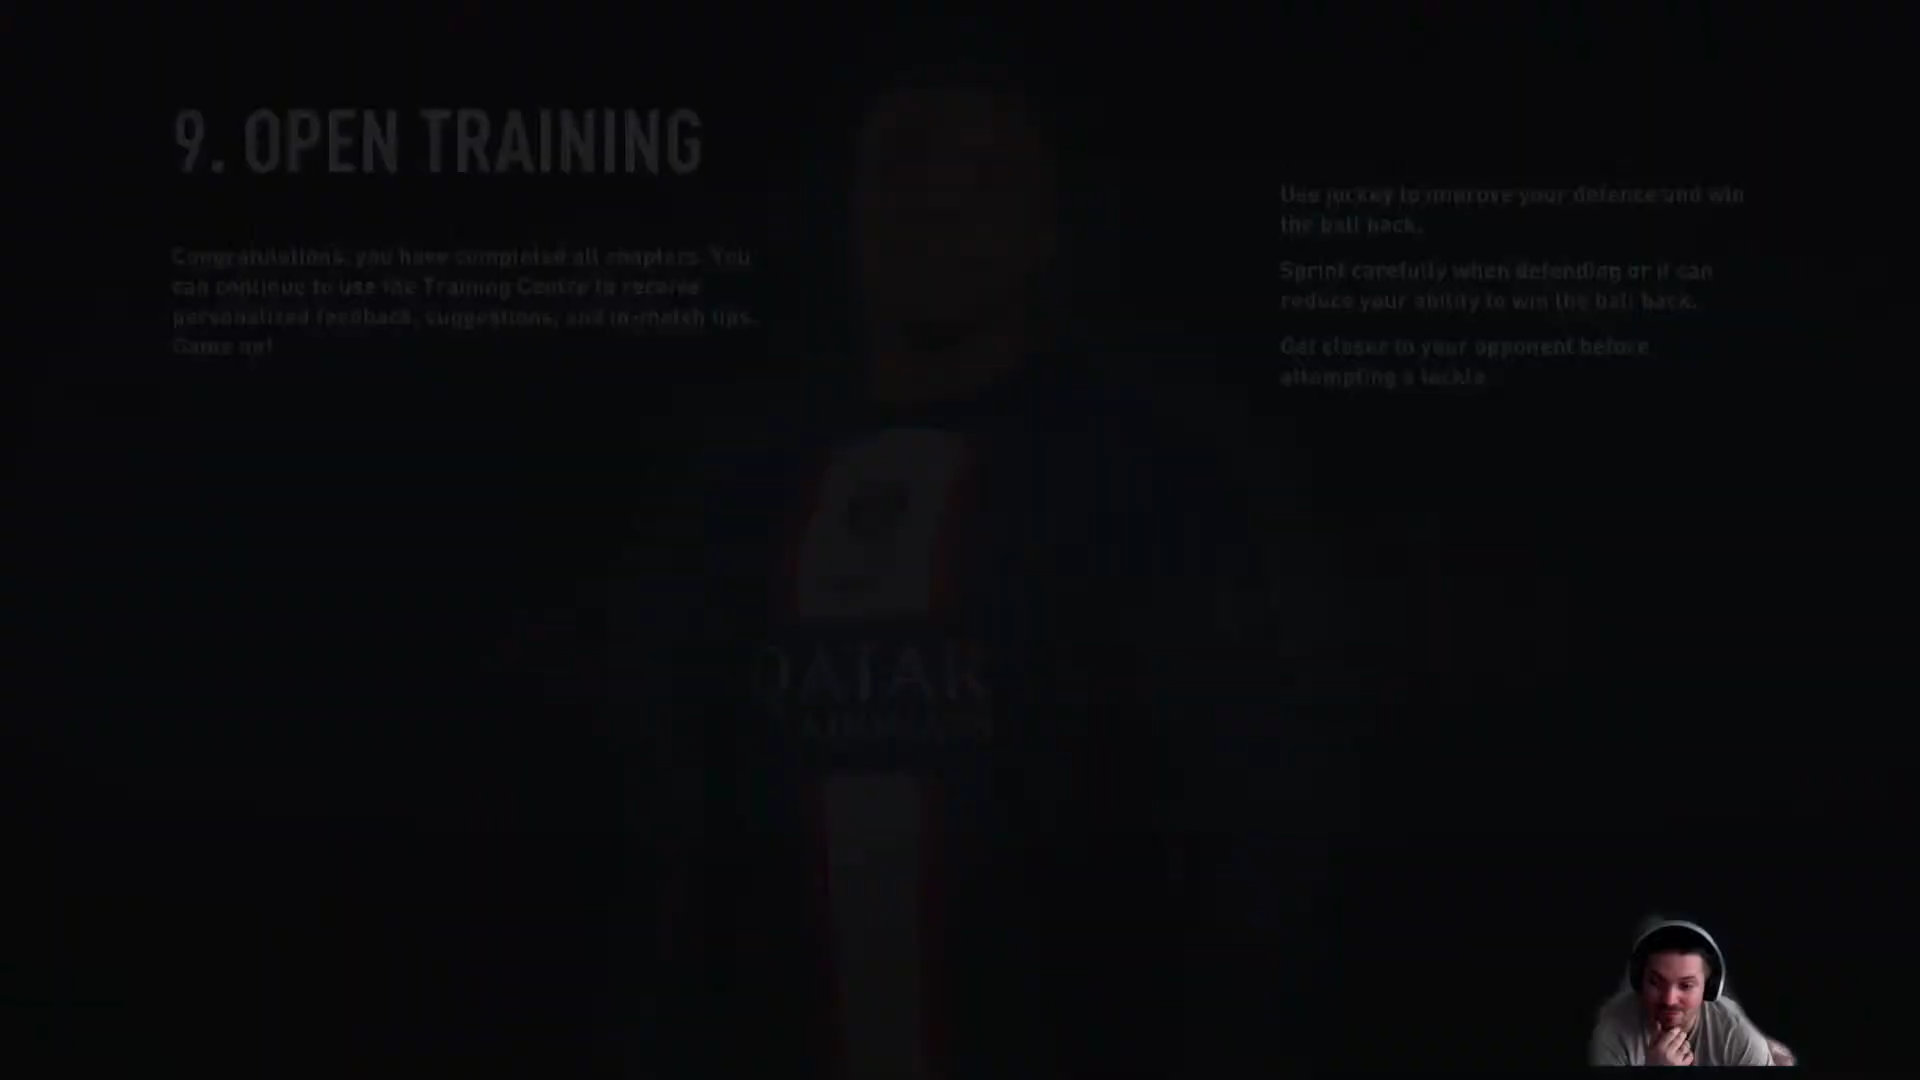 9. OPEN TRAINING
Congratulations, you have completed all chapters. You
can continue to use the Training Centre to receive
personalized feedback, suggestions, and in-match tips.
Game up!
Use jockey to improve your defence and win
the ball back.
Sprint carefully when defending or it can
reduce your ability to win the ball back.
Get closer to your opponent before
attempting a tackle.
QATAR
AIRWAYS